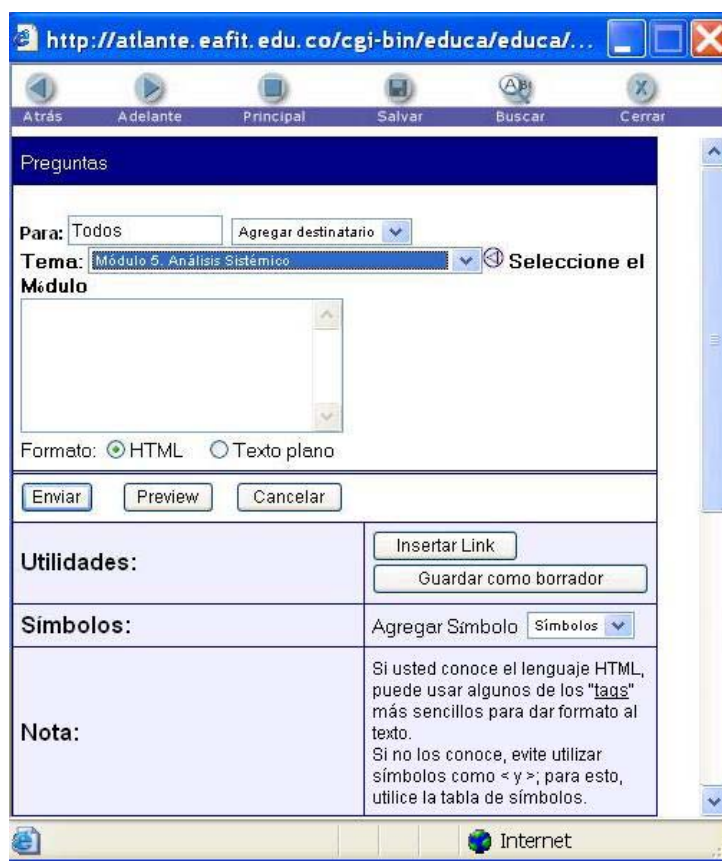 http://atlante.eafit.edu.co/cgi-bin/educa/educa/...
Atrás Adelante Principal Salvar Buscar Cerrar
Preguntas
Para: Todos Agregar destinatario
Tema: Módulo 5. Análisis Sistémico Seleccione el
Módulo
Formato: HTML Texto plano
Enviar Preview Cancelar
Utilidades:
Insertar Link
Guardar como borrador
Símbolos:
Agregar Símbolo Símbolos
Nota:
Si usted conoce el lenguaje HTML,
puede usar algunos de los "tags"
más sencillos para dar formato al
texto.
Si no los conoce, evite utilizar
símbolos como < y >; para esto,
utilice la tabla de símbolos.
Internet